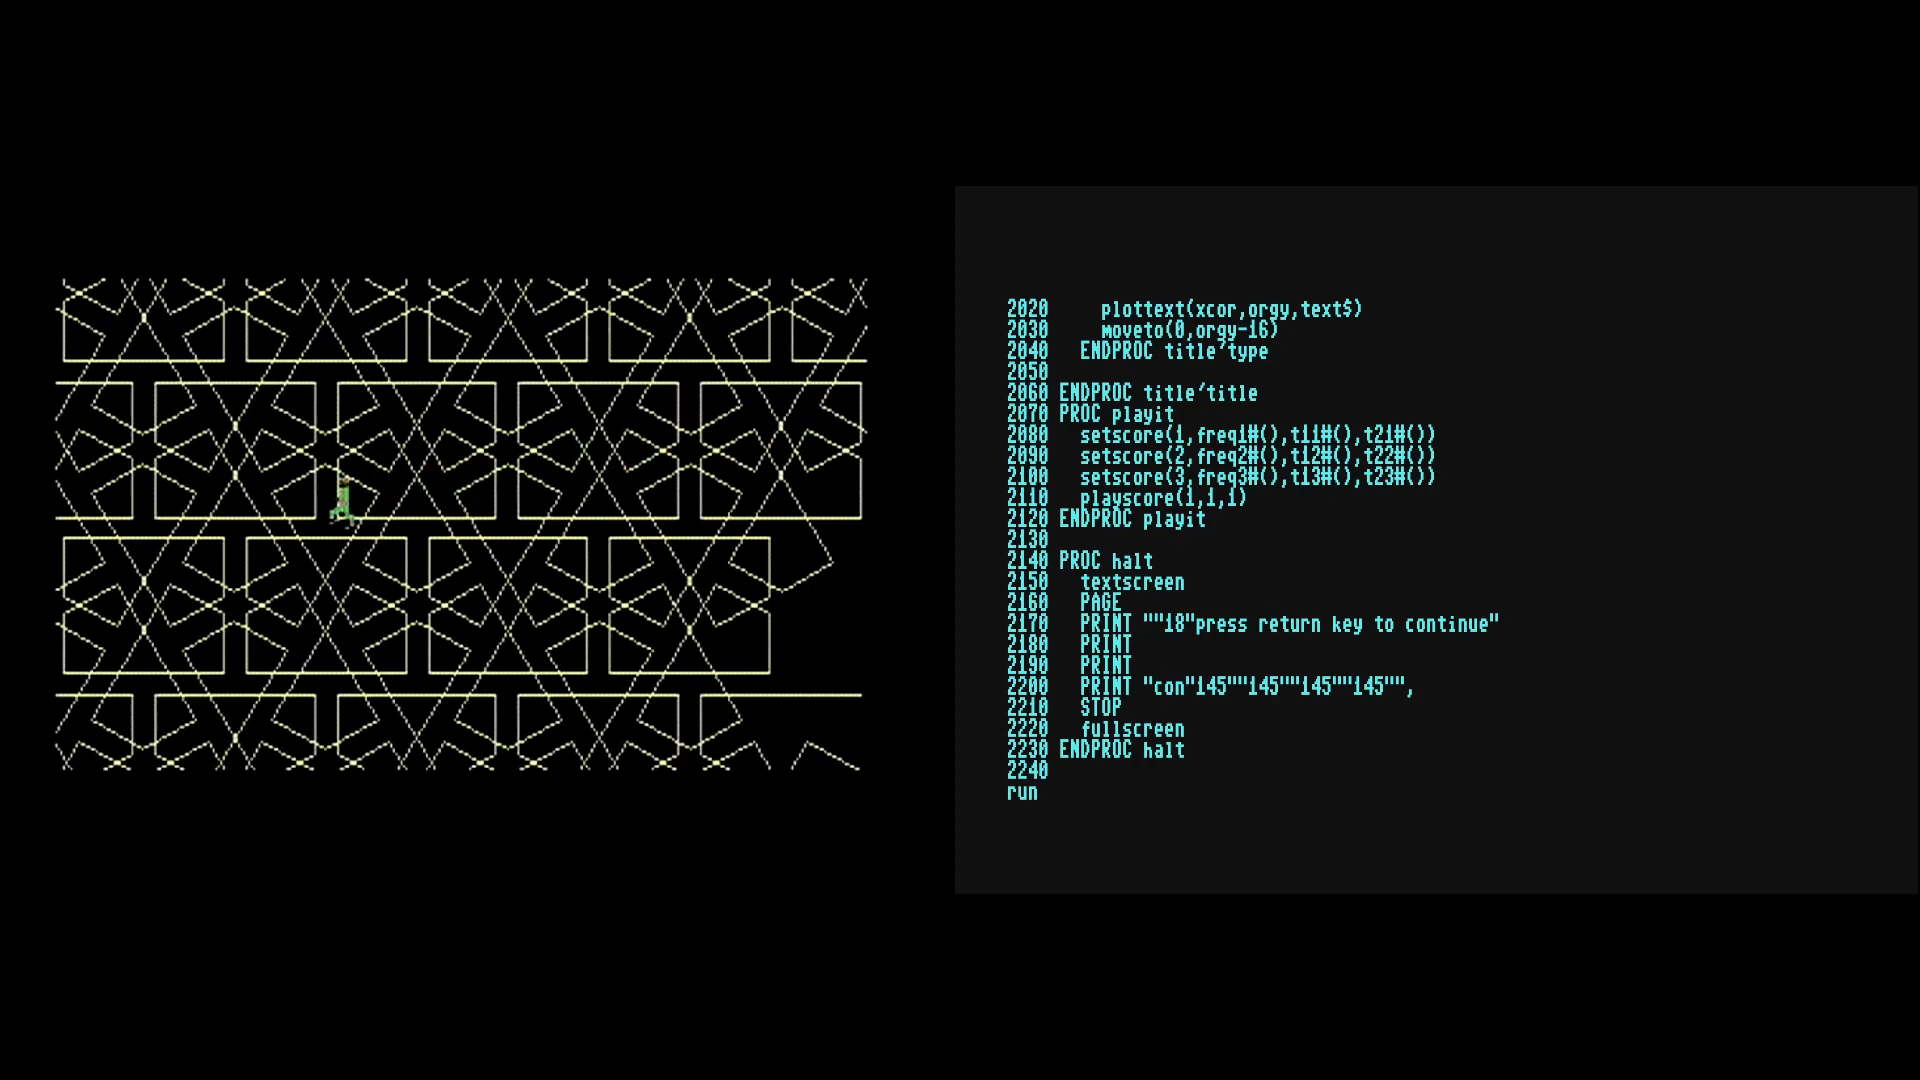 2020     plottext(xcor,orgy,text$)
2030     moveto(0,orgy-16)
2040   ENDPROC title'type
2050
2060 ENDPROC title'title
2070 PROC playit
2080   setscore(1,freq1#(),t11#(),t21#())
2090   setscore(2,freq2#(),t12#(),t22#())
2100   setscore(3,freq3#(),t13#(),t23#())
2110   playscore(1,1,1)
2120 ENDPROC playit
2130
2140 PROC halt
2150   textscreen
2160   PAGE
2170   PRINT ""18"press return key to continue"
2180   PRINT
2190   PRINT
2200   PRINT "con"145""145""145""145"",
2210   STOP
2220   fullscreen
2230 ENDPROC halt
2240
run